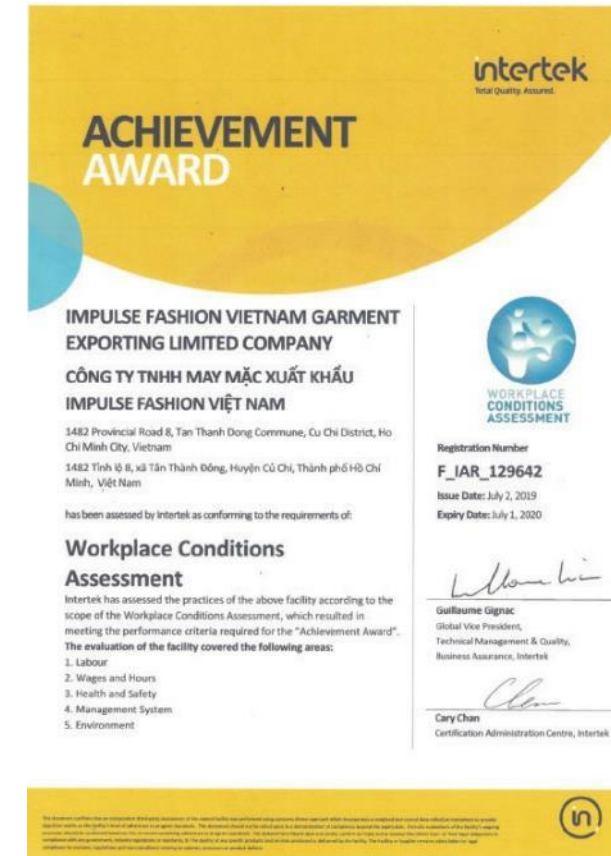 intertek
Total Quality. Assured.
ACHIEVEMENT
AWARD
IMPULSE FASHION VIETNAM GARMENT
EXPORTING LIMITED COMPANY
CÔNG TY TNHH MAY MẶC XUẤT KHẨU
IMPULSE FASHION VIỆT NAM
1482 Provincial Road 8, Tan Thanh Dong Commune, Cu Chi District, Ho
Chi Minh City, Vietnam
1482 Tỉnh lộ 8, xã Tân Thành Đông, Huyện Củ Chi, Thành phố Hồ Chí
Minh, Việt Nam
has been assessed by Intertek as conforming to the requirements of:
Workplace Conditions
Assessment
Intertek has assessed the practices of the above facility according to the
scope of the Workplace Conditions Assessment, which resulted in
meeting the performance criteria required for the "Achievement Award".
The evaluation of the facility covered the following areas:
1. Labour
2. Wages and Hours
3. Health and Safety
4. Management System
5. Environment
WORKPLACE
CONDITIONS
ASSESSMENT
Registration Number
F_IAR_129642
Issue Date: July 2, 2019
Expiry Date: July 1, 2020
Guillaume Gignac
Global Vice President,
Technical Management & Quality,
Business Assurance, Intertek
Cary Chan
Certification Administration Centre, Intertek
in